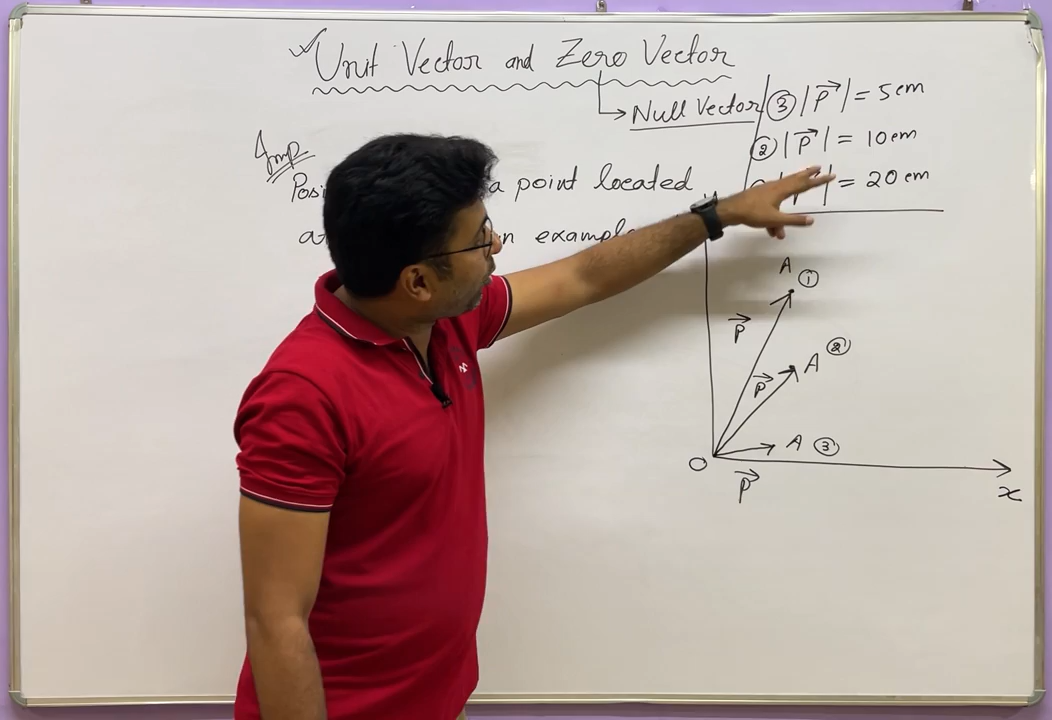 Unit Vector and Zero Vector
Null Vector
③ |P⃗| = 5 cm
② |P⃗| = 10 cm
= 20 cm
Imp
a point located
example
A ①
P⃗
A ②
P⃗
A ③
O
P⃗
x